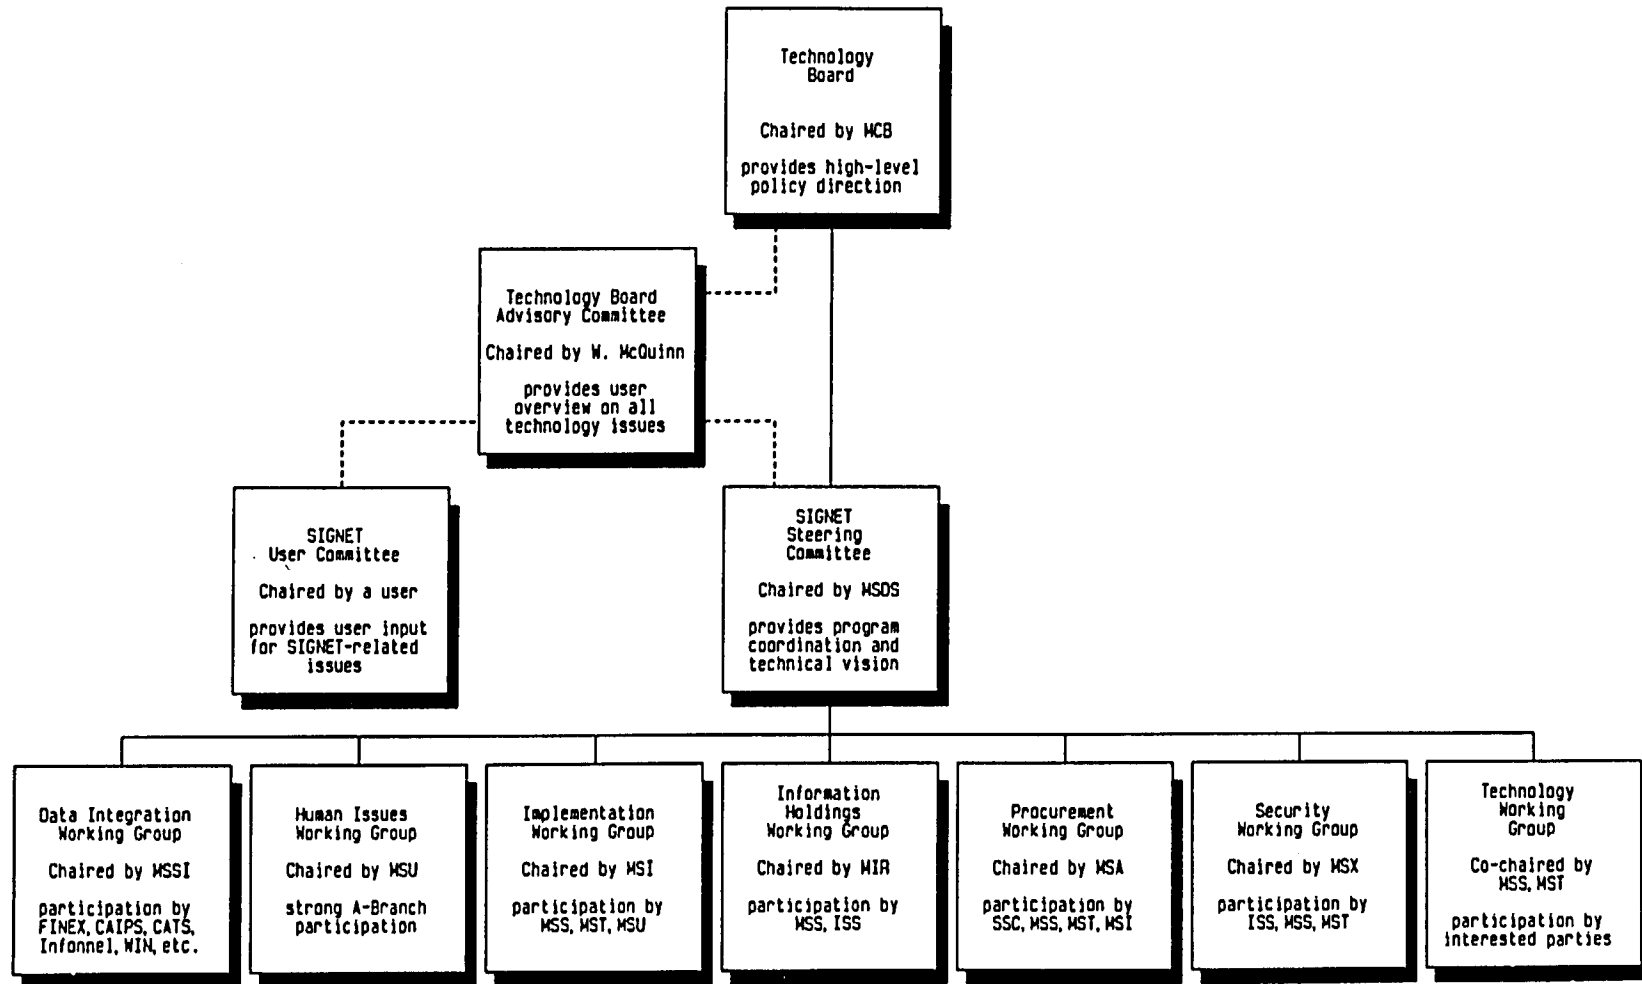 Technology
Board
Chaired by MCB
provides high-level
policy direction
Technology Board
Advisory Committee
Chaired by W. McQuinn
provides user
overview on all
technology issues
SIGNET
User Committee
Chaired by a user
provides user input
for SIGNET-related
issues
SIGNET
Steering
Committee
Chaired by MSDS
provides program
coordination and
technical vision
Data Integration
Working Group
Chaired by MSSI
participation by
FINEX, CAIPS, CATS,
Infonnel, WIN, etc.
Human Issues
Working Group
Chaired by MSU
strong A-Branch
participation
Implementation
Working Group
Chaired by MSI
participation by
MSS, MST, MSU
Information
Holdings
Working Group
Chaired by MIR
participation by
MSS, ISS
Procurement
Working Group
Chaired by MSA
participation by
SSC, MSS, MST, MSI
Security
Working Group
Chaired by MSX
participation by
ISS, MSS, MST
Technology
Working
Group
Co-chaired by
MSS, MST
participation by
interested parties